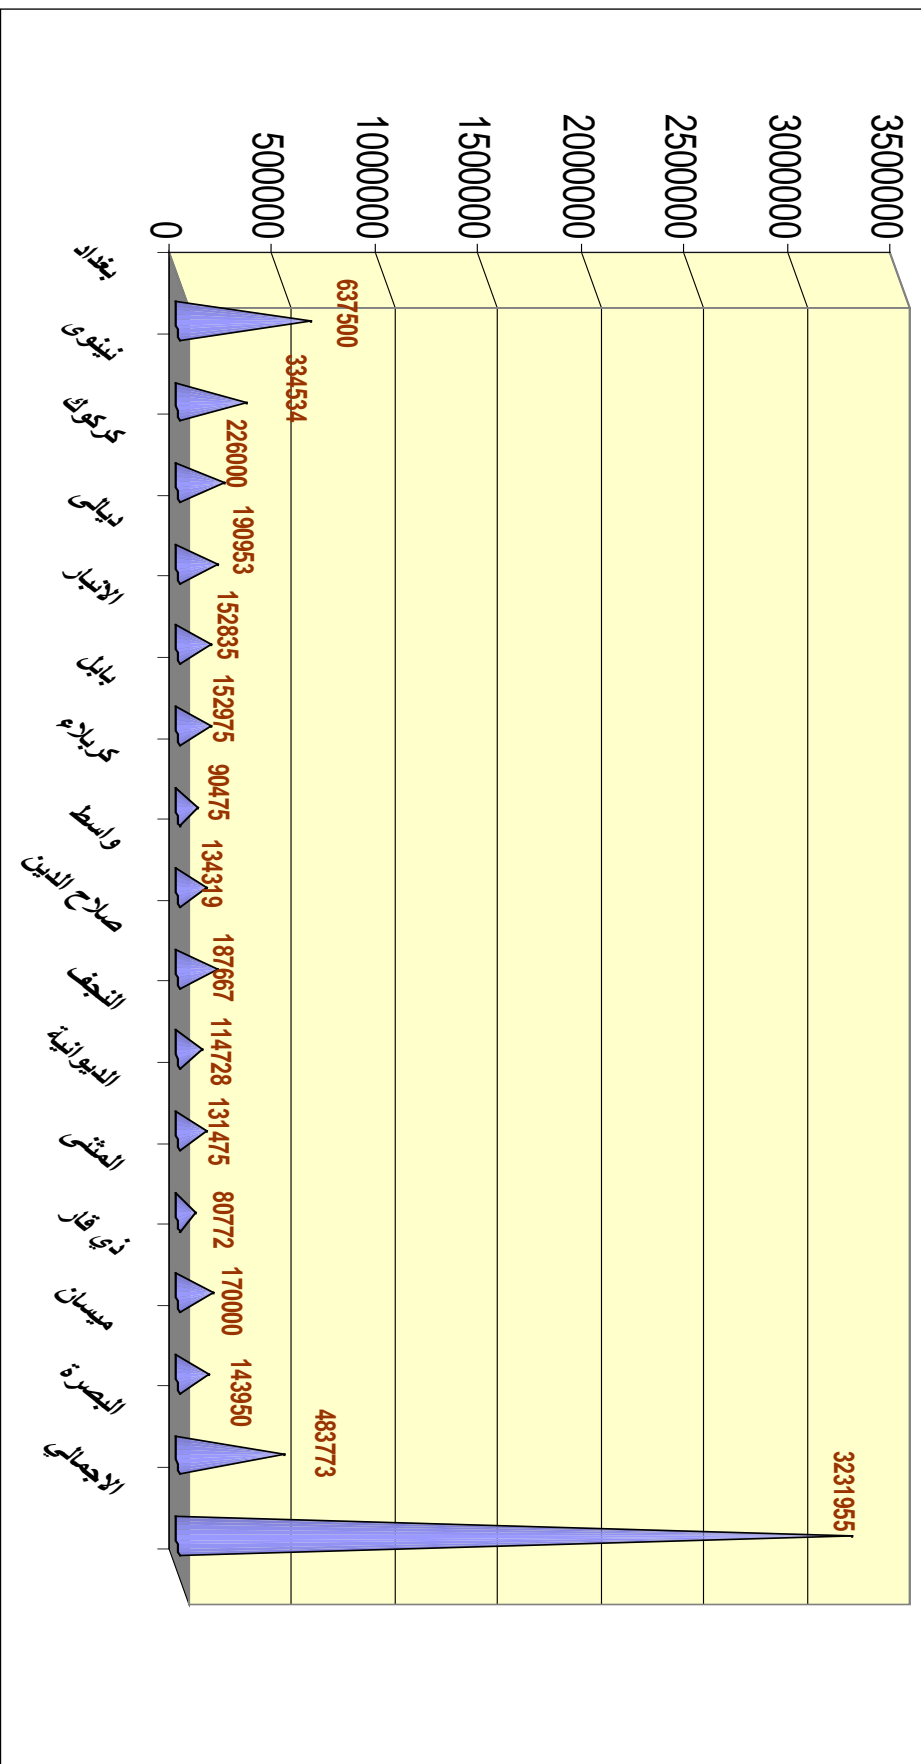 3500000
3000000
2500000
2000000
1500000
1000000
500000
0
637500
334534
226000
190953
152835
152975
90475
134319
187667
114728
131475
80772
170000
143950
483773
3231955
بغداد
نينوى
كركوك
ديالى
الانبار
بابل
كربلاء
واسط
صلاح الدين
النجف
الديوانية
المثنى
ذي قار
ميسان
البصرة
الاجمالي